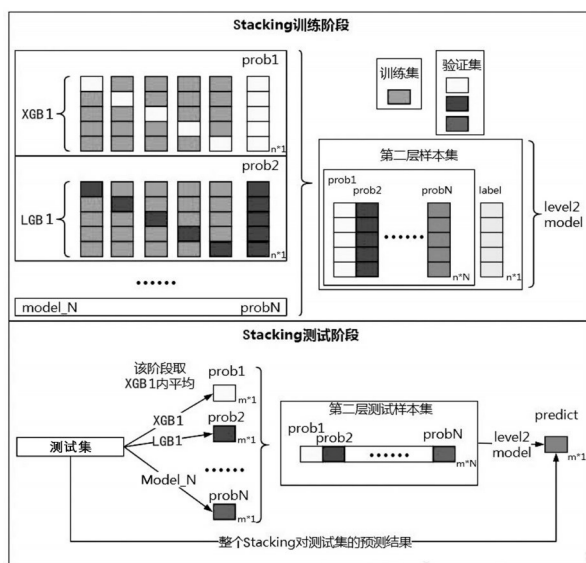 Stacking训练阶段
prob1
XGB1
n*1
prob2
LGB1
n*1
......
model_N
probN
训练集
验证集
第二层样本集
prob1
prob2
probN
label
......
n*N
n*1
level2
model
Stacking测试阶段
该阶段取
XGB1内平均
prob1
m*1
XGB1
prob2
LGB1
m*1
测试集
......
Model_N
probN
m*1
第二层测试样本集
prob1
prob2
probN
......
m*N
level2
model
predict
m*1
整个Stacking对测试集的预测结果